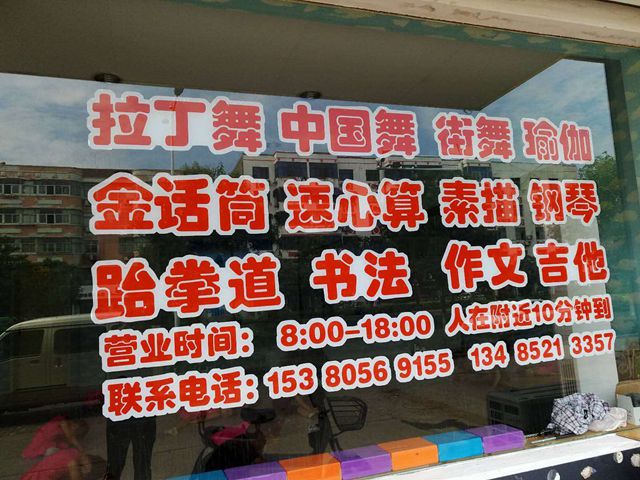 拉丁舞 中国舞 街舞 瑜伽
金话筒 速心算 素描 钢琴
跆拳道 书法 作文 吉他
营业时间：8:00-18:00 人在附近10分钟到
联系电话：153 8056 9155 134 8521 3357